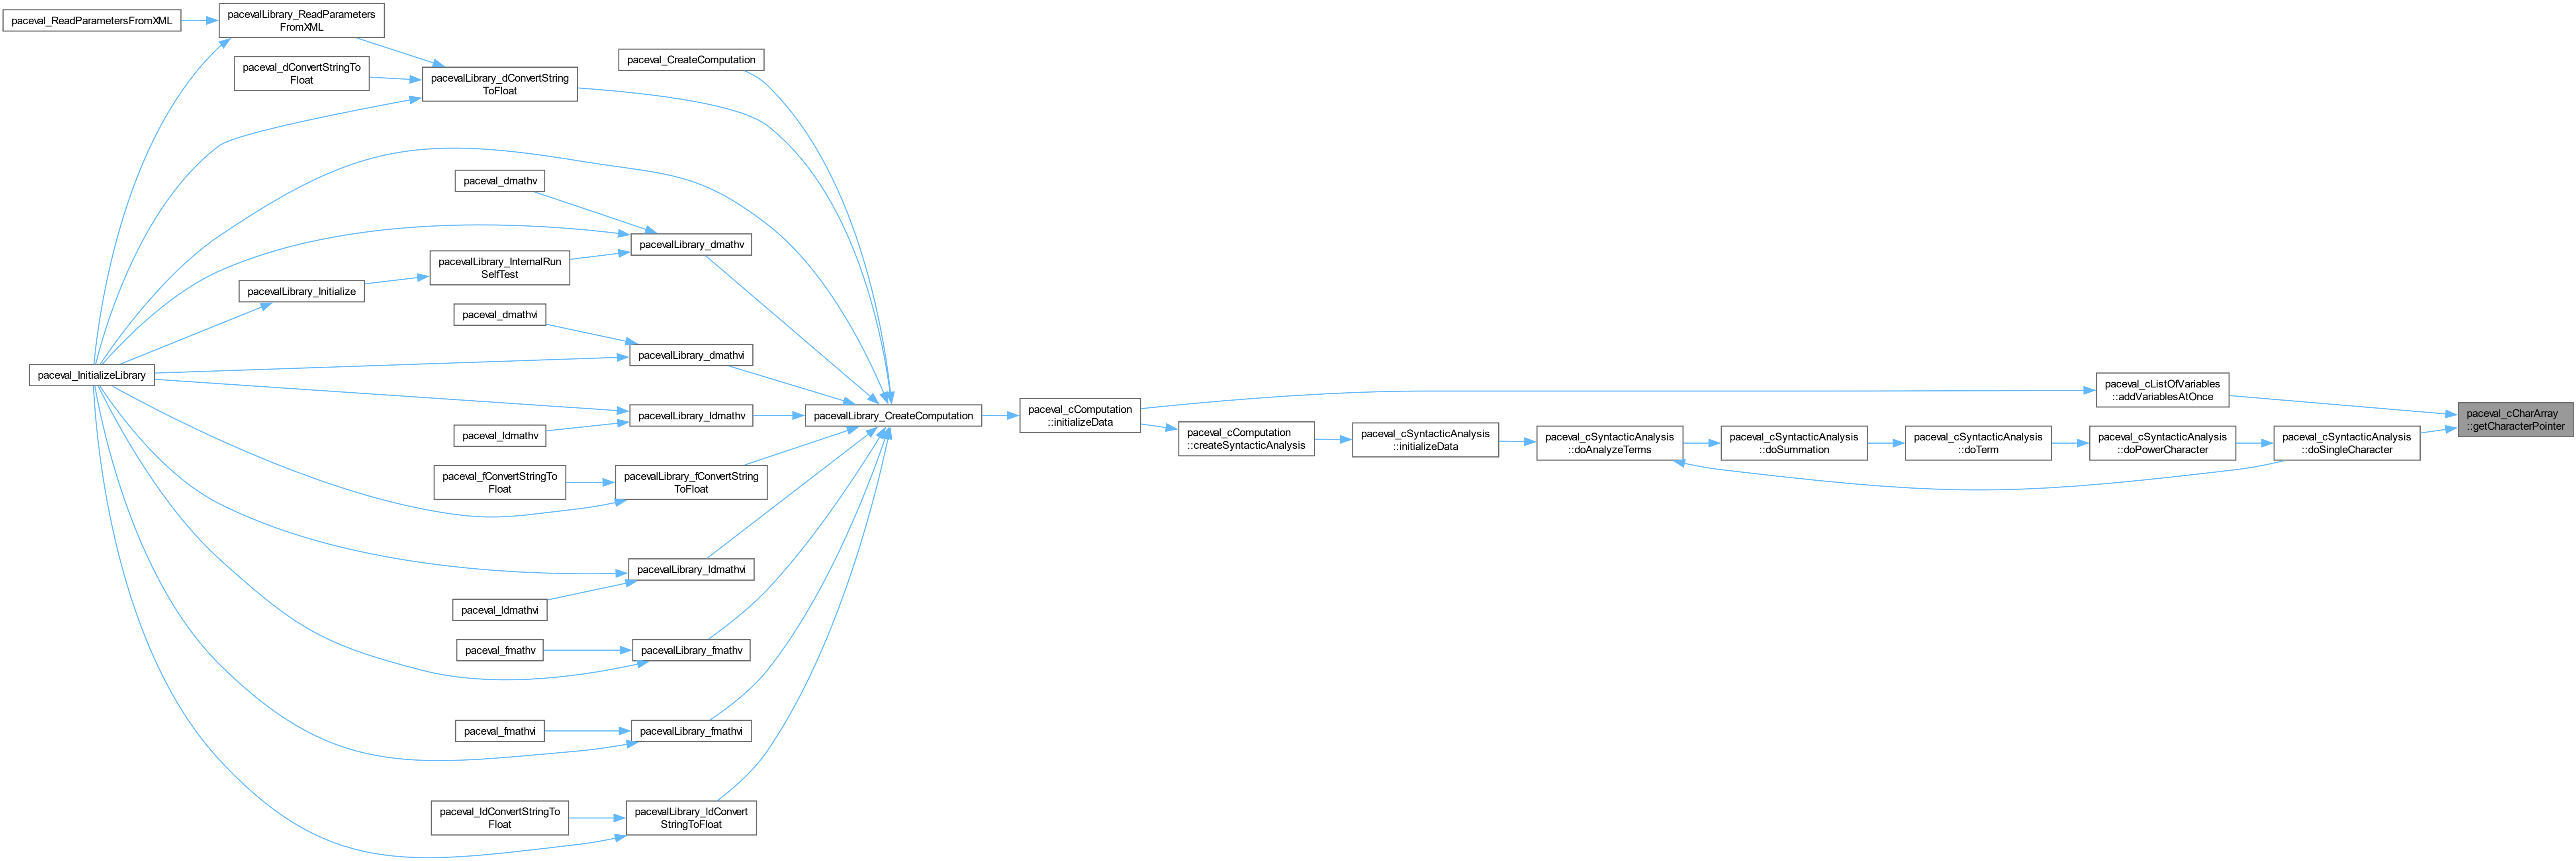 paceval_ReadParametersFromXML
pacevalLibrary_ReadParameters
FromXML
paceval_dConvertStringTo
Float
pacevalLibrary_dConvertString
ToFloat
paceval_CreateComputation
paceval_dmathv
pacevalLibrary_dmathv
pacevalLibrary_InternalRun
SelfTest
pacevalLibrary_Initialize
paceval_dmathvi
pacevalLibrary_dmathvi
paceval_InitializeLibrary
pacevalLibrary_ldmathv
paceval_ldmathv
pacevalLibrary_CreateComputation
paceval_cComputation
::initializeData
paceval_cComputation
::createSyntacticAnalysis
paceval_cSyntacticAnalysis
::initializeData
paceval_cSyntacticAnalysis
::doAnalyzeTerms
paceval_cSyntacticAnalysis
::doSummation
paceval_cSyntacticAnalysis
::doTerm
paceval_cSyntacticAnalysis
::doPowerCharacter
paceval_cSyntacticAnalysis
::doSingleCharacter
paceval_cListOfVariables
::addVariablesAtOnce
paceval_cCharArray
::getCharacterPointer
paceval_fConvertStringTo
Float
pacevalLibrary_fConvertString
ToFloat
pacevalLibrary_ldmathvi
paceval_ldmathvi
paceval_fmathv
pacevalLibrary_fmathv
paceval_fmathvi
pacevalLibrary_fmathvi
paceval_ldConvertStringTo
Float
pacevalLibrary_ldConvert
StringToFloat